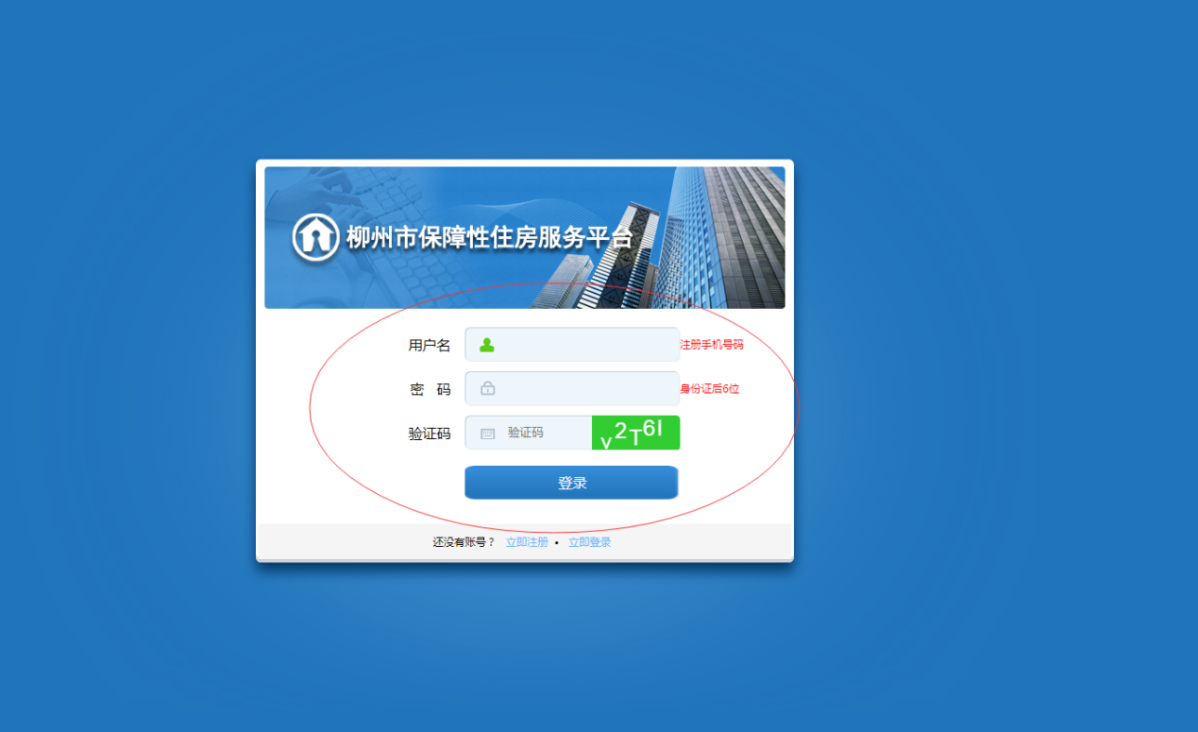 柳州市保障性住房服务平台
用户名 注册手机号码
密 码 身份证后6位
验证码 验证码 v2T6l
登录
还没有账号？ 立即注册 • 立即登录